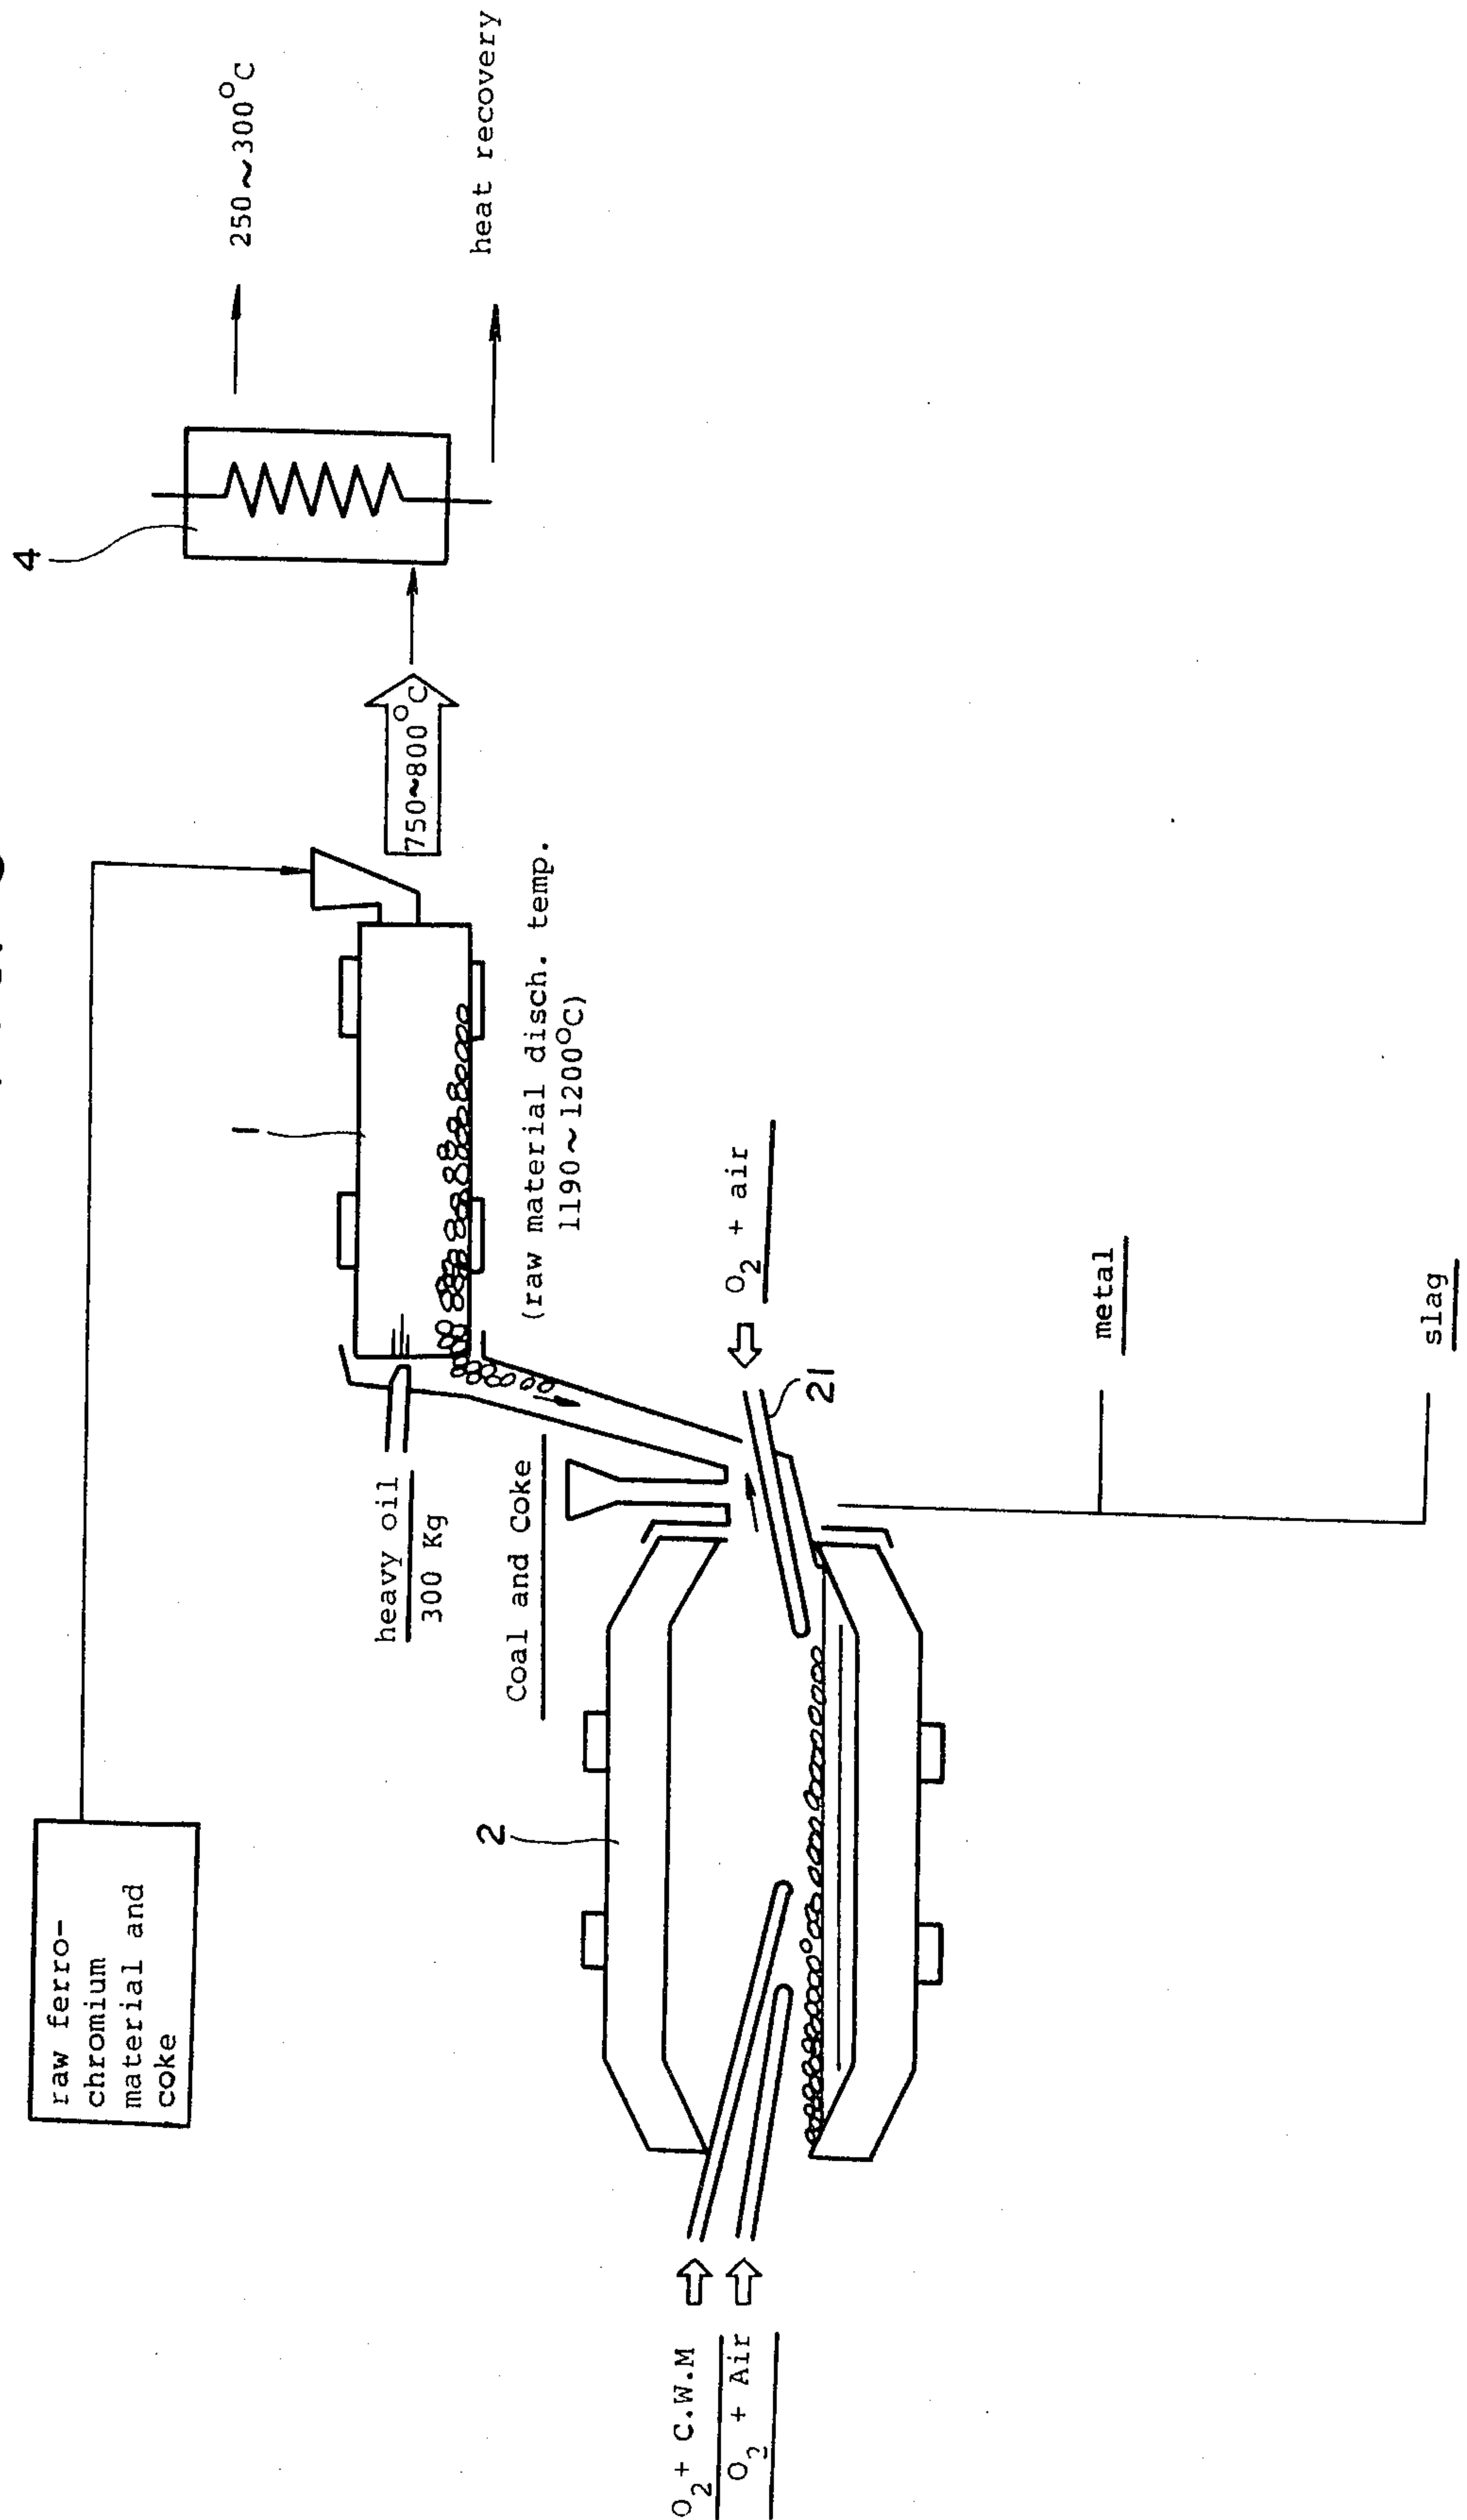 raw ferro-
chromium
material and
coke
4
250~300°C
heat recovery
750~800°C
1
(raw material disch. temp.
1190~1200°C)
heavy oil
300 Kg
Coal and Coke
O2 + air
21
2
O2 + C.W.M
O2 + Air
metal
slag